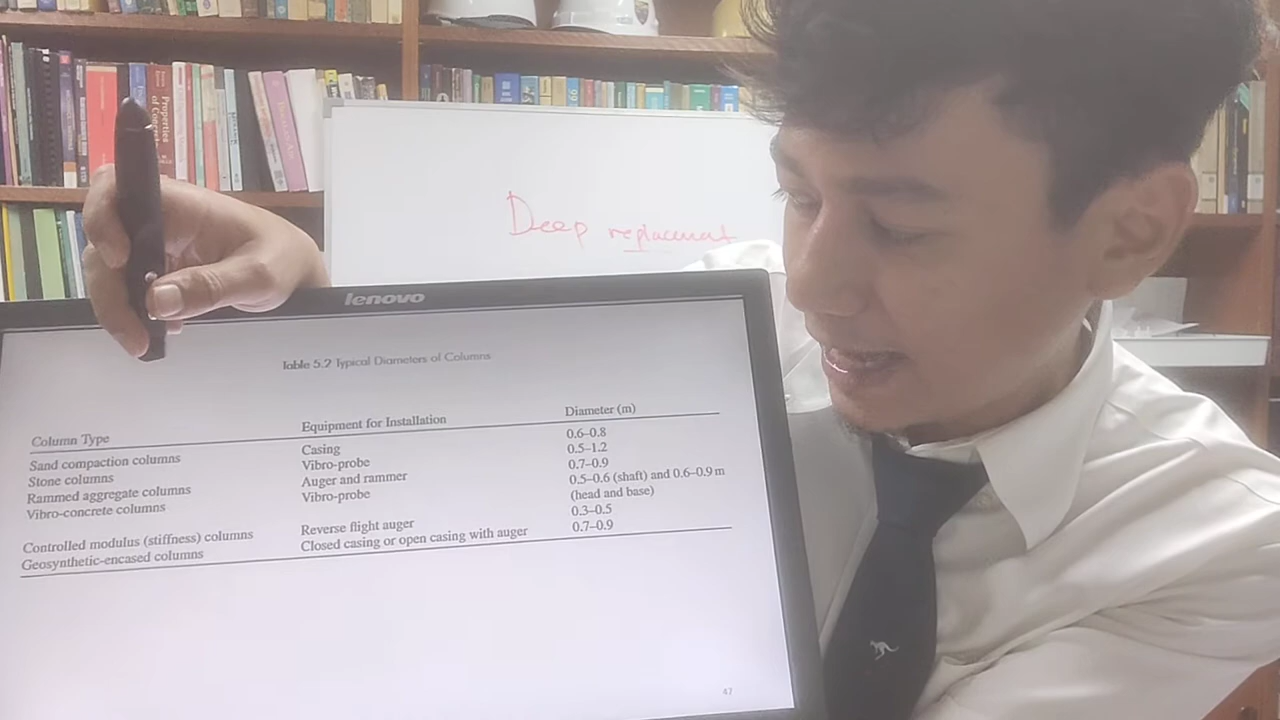 Properties
of Concrete
Deep replacement
lenovo
Table 5.2 Typical Diameters of Columns
Column Type Equipment for Installation Diameter (m)
Sand compaction columns Casing 0.6–0.8
Stone columns Vibro-probe 0.5–1.2
Rammed aggregate columns Auger and rammer 0.7–0.9
Vibro-concrete columns Vibro-probe 0.5–0.6 (shaft) and 0.6–0.9 m
(head and base)
Controlled modulus (stiffness) columns Reverse flight auger 0.3–0.5
Geosynthetic-encased columns Closed casing or open casing with auger 0.7–0.9
47